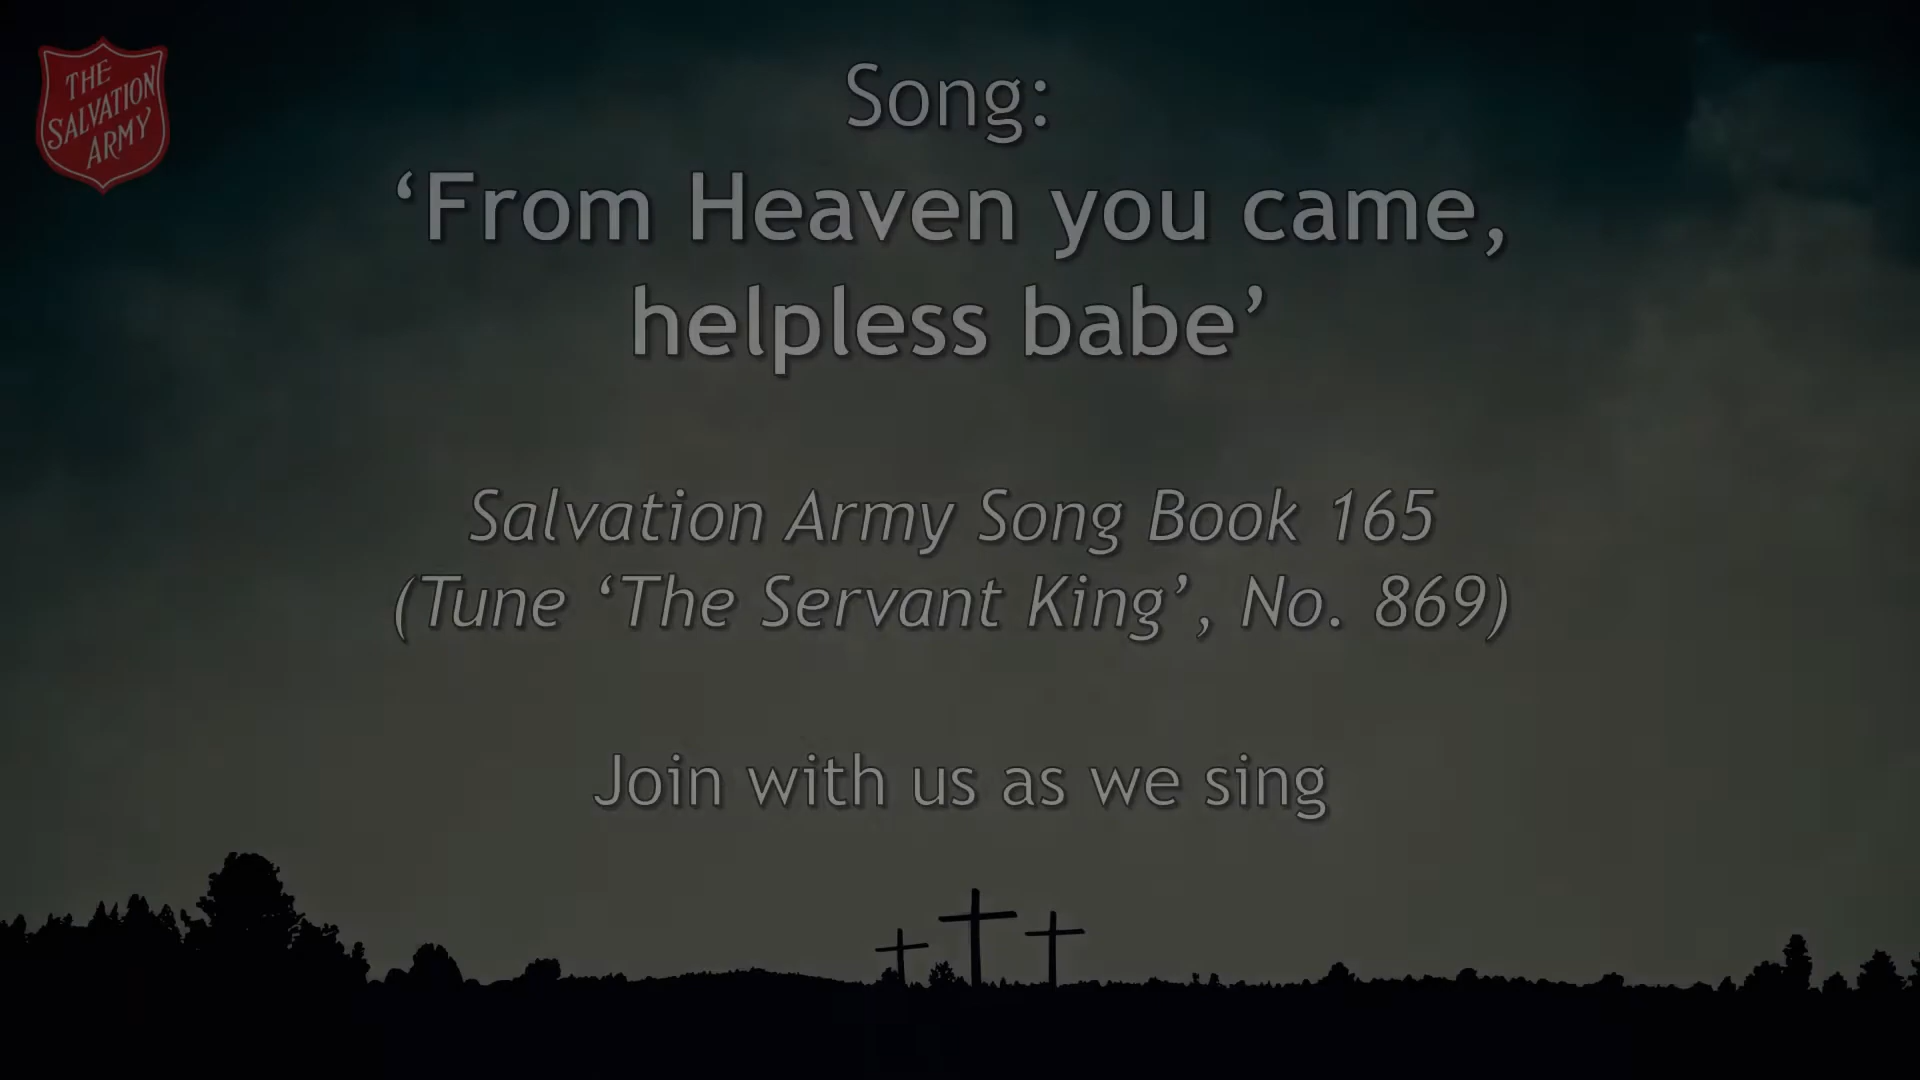 THE
SALVATION
ARMY
Song:
‘From Heaven you came,
helpless babe’
Salvation Army Song Book 165
(Tune ‘The Servant King’, No. 869)
Join with us as we sing